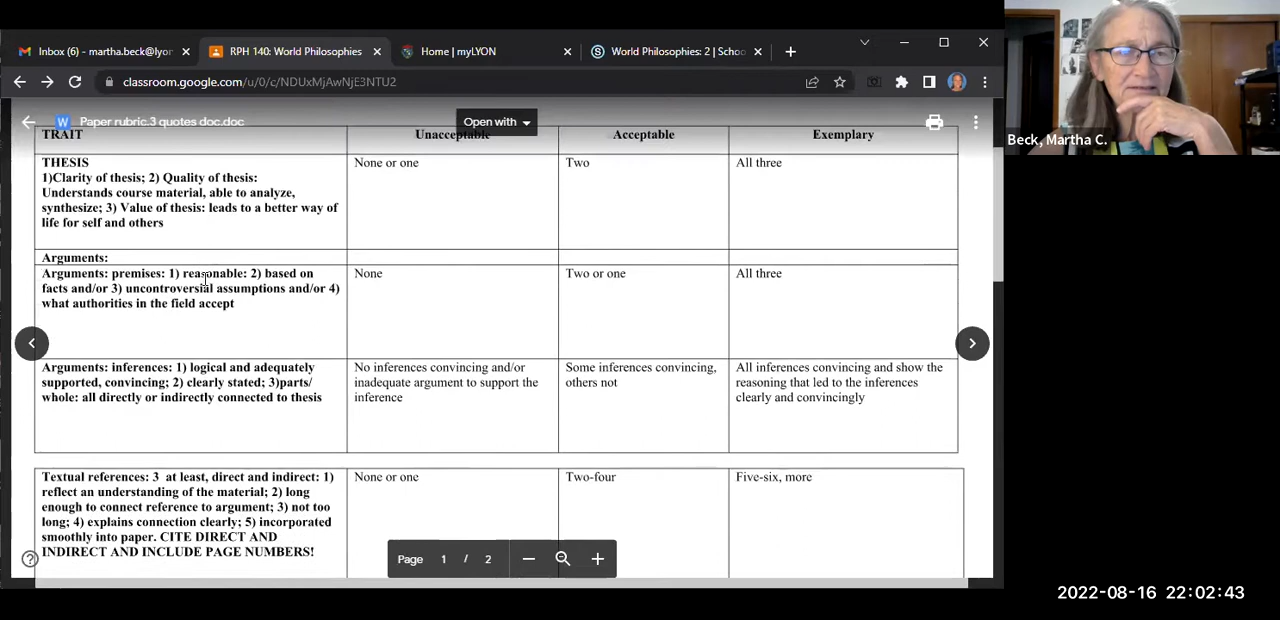 Inbox (6) - martha.beck@lyor
RPH 140: World Philosophies
Home | myLYON
World Philosophies: 2 | Schoo
classroom.google.com/u/0/c/NDUxMjAwNjE3NTU2
Beck, Martha C.
W Paper rubric.3 quotes doc.doc
Open with
TRAIT Unacceptable Acceptable Exemplary
THESIS None or one Two All three
1)Clarity of thesis; 2) Quality of thesis:
Understands course material, able to analyze,
synthesize; 3) Value of thesis: leads to a better way of
life for self and others
Arguments:
Arguments: premises: 1) reasonable: 2) based on None Two or one All three
facts and/or 3) uncontroversial assumptions and/or 4)
what authorities in the field accept
Arguments: inferences: 1) logical and adequately No inferences convincing and/or Some inferences convincing, All inferences convincing and show the
supported, convincing; 2) clearly stated; 3)parts/ inadequate argument to support the others not reasoning that led to the inferences
whole: all directly or indirectly connected to thesis inference clearly and convincingly
Textual references: 3 at least, direct and indirect: 1) None or one Two-four Five-six, more
reflect an understanding of the material; 2) long
enough to connect reference to argument; 3) not too
long; 4) explains connection clearly; 5) incorporated
smoothly into paper. CITE DIRECT AND
INDIRECT AND INCLUDE PAGE NUMBERS!
Page 1 / 2
2022-08-16 22:02:43